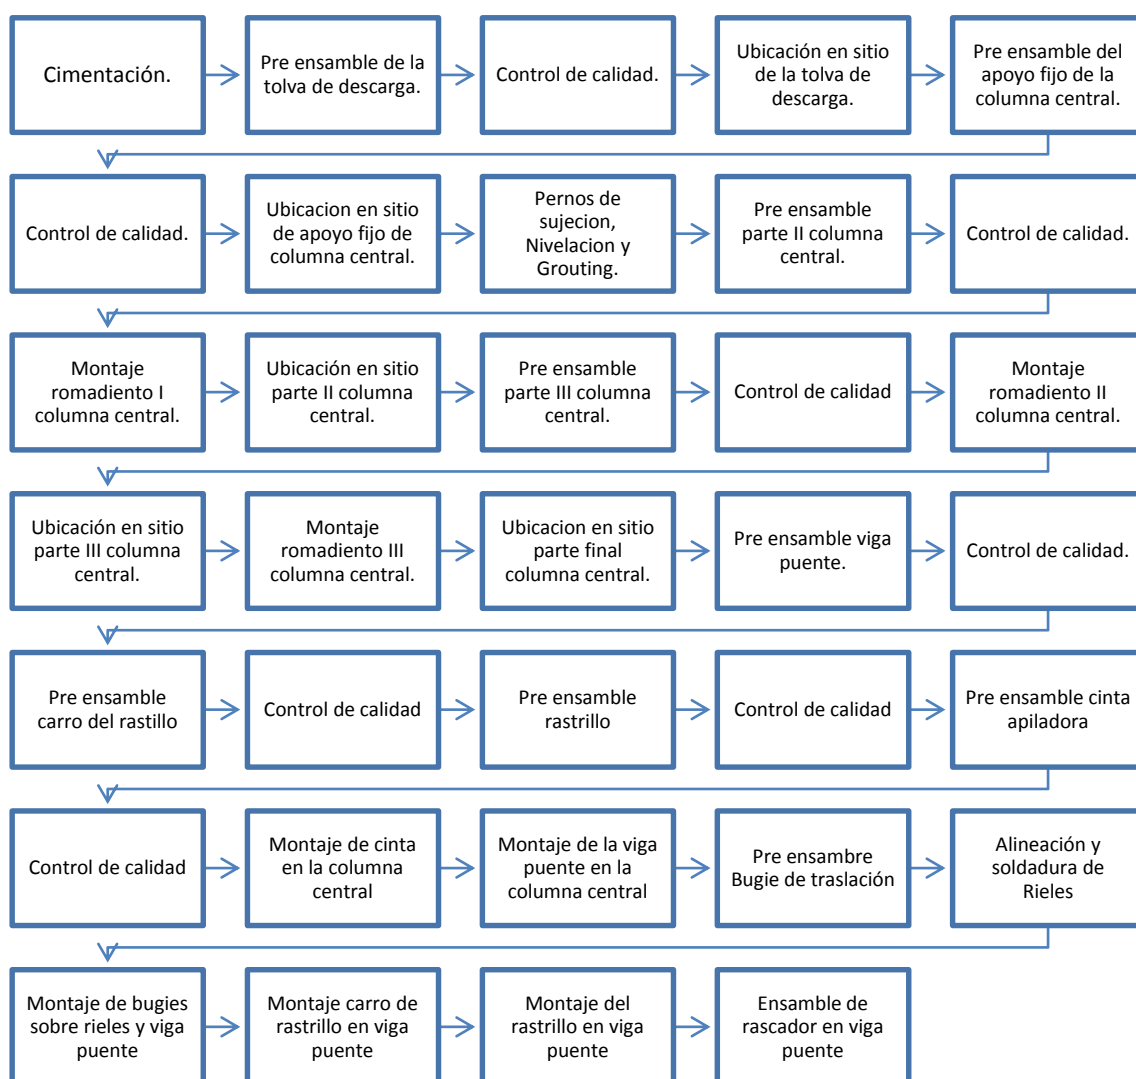 Cimentación.
Pre ensamble de la
tolva de descarga.
Control de calidad.
Ubicación en sitio
de la tolva de
descarga.
Pre ensamble del
apoyo fijo de la
columna central.
Control de calidad.
Ubicacion en sitio
de apoyo fijo de
columna central.
Pernos de
sujecion,
Nivelacion y
Grouting.
Pre ensamble
parte II columna
central.
Control de calidad.
Montaje
romadiento I
columna central.
Ubicación en sitio
parte II columna
central.
Pre ensamble
parte III columna
central.
Control de calidad
Montaje
romadiento II
columna central.
Ubicación en sitio
parte III columna
central.
Montaje
romadiento III
columna central.
Ubicacion en sitio
parte final
columna central.
Pre ensamble viga
puente.
Control de calidad.
Pre ensamble
carro del rastillo
Control de calidad
Pre ensamble
rastrillo
Control de calidad
Pre ensamble cinta
apiladora
Control de calidad
Montaje de cinta
en la columna
central
Montaje de la viga
puente en la
columna central
Pre ensambre
Bugie de traslación
Alineación y
soldadura de
Rieles
Montaje de bugies
sobre rieles y viga
puente
Montaje carro de
rastrillo en viga
puente
Montaje del
rastrillo en viga
puente
Ensamble de
rascador en viga
puente